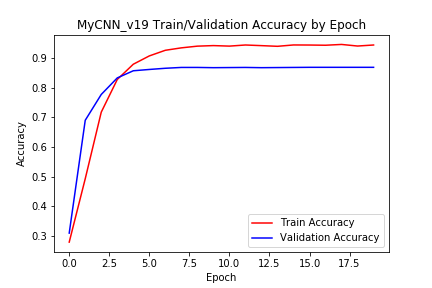 MyCNN_v19 Train/Validation Accuracy by Epoch
Accuracy
0.9
0.8
0.7
0.6
0.5
0.4
0.3
Train Accuracy
Validation Accuracy
0.0 2.5 5.0 7.5 10.0 12.5 15.0 17.5
Epoch